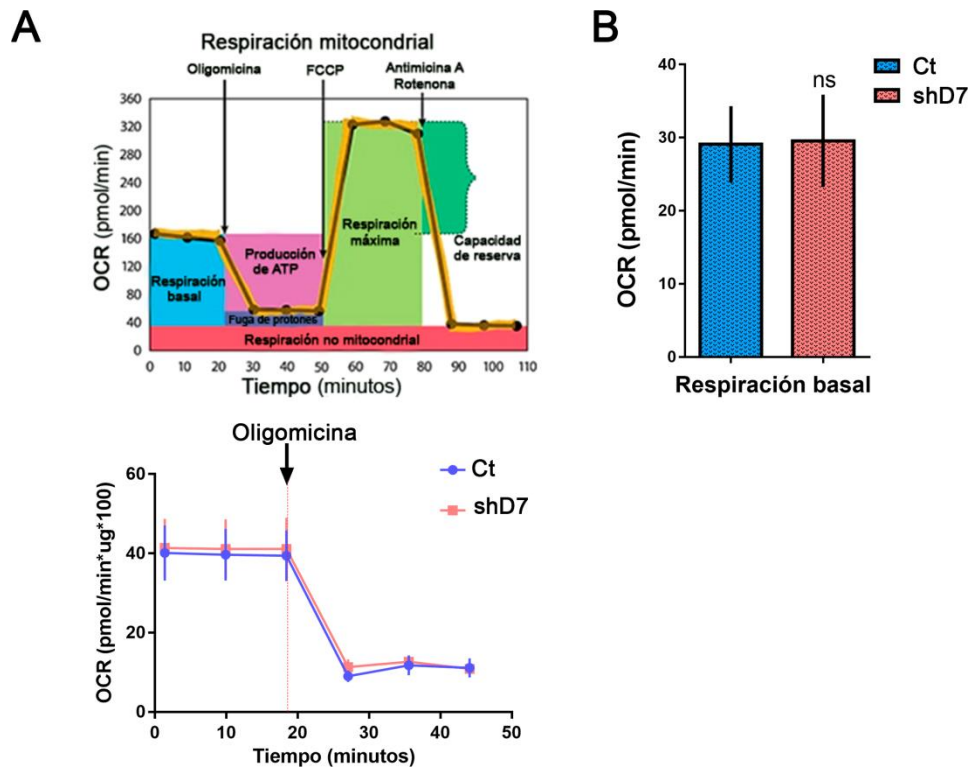 A
Respiración mitocondrial
Oligomicina
FCCP
Antimicina A
Rotenona
OCR (pmol/min)
360
320
280
240
200
160
120
80
40
0
Respiración
basal
Producción
de ATP
Fuga de protones
Respiración
máxima
Capacidad
de reserva
Respiración no mitocondrial
0 10 20 30 40 50 60 70 80 90 100 110
Tiempo (minutos)
Oligomicina
Ct
shD7
OCR (pmol/min*ug*100)
60
40
20
0
0 10 20 30 40 50
Tiempo (minutos)
B
Ct
shD7
OCR (pmol/min)
40
30
20
10
0
ns
Respiración basal